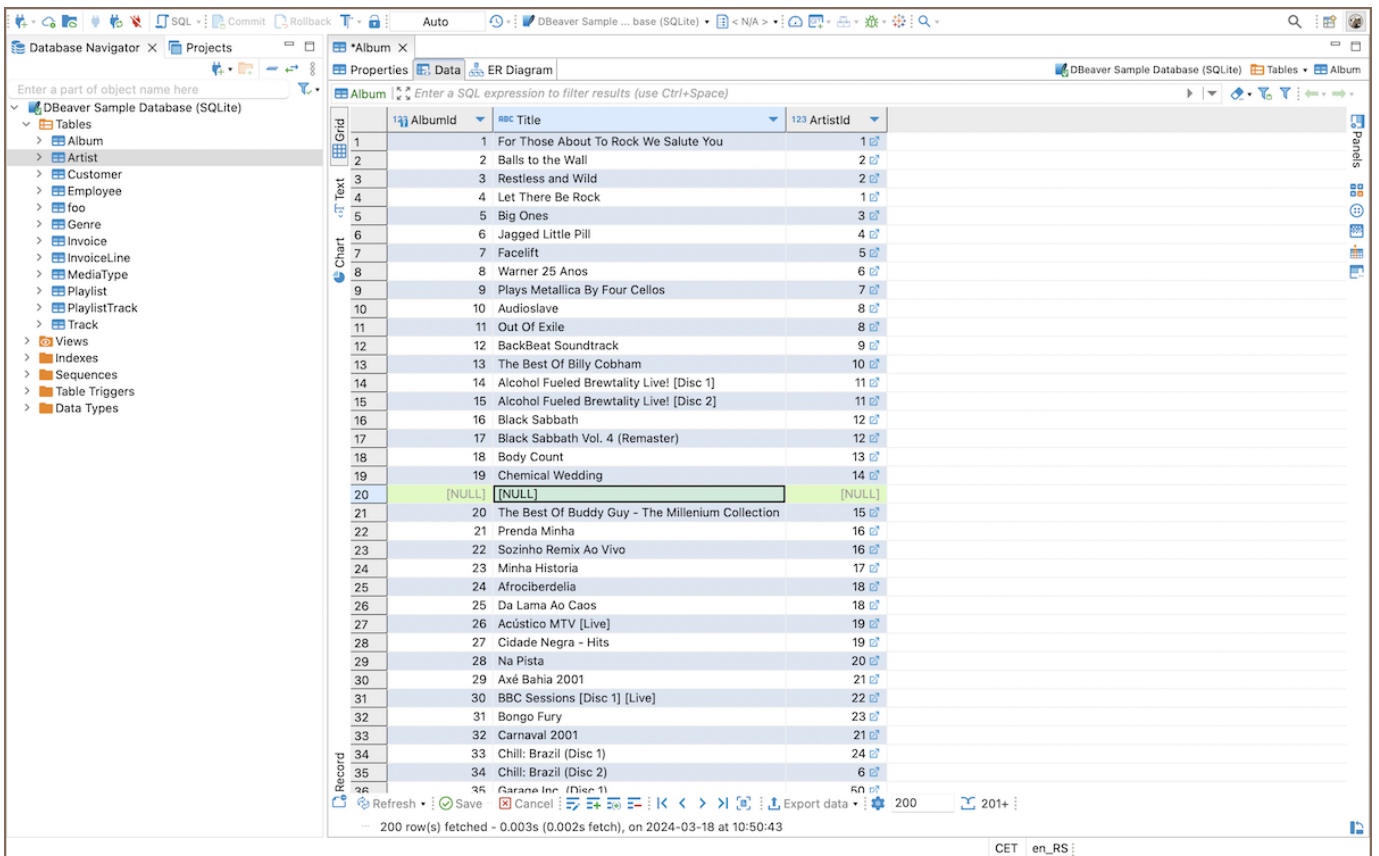 SQL Commit Rollback T Auto DBeaver Sample ... base (SQLite) < N/A >
Database Navigator Projects
*Album
Properties Data ER Diagram DBeaver Sample Database (SQLite) Tables Album
Enter a part of object name here
Album Enter a SQL expression to filter results (use Ctrl+Space)
DBeaver Sample Database (SQLite)
Tables
Album
Artist
Customer
Employee
foo
Genre
Invoice
InvoiceLine
MediaType
Playlist
PlaylistTrack
Track
Views
Indexes
Sequences
Table Triggers
Data Types
Grid
Text
Chart
Record
123 AlbumId ABC Title 123 ArtistId
1 1 For Those About To Rock We Salute You 1
2 2 Balls to the Wall 2
3 3 Restless and Wild 2
4 4 Let There Be Rock 1
5 5 Big Ones 3
6 6 Jagged Little Pill 4
7 7 Facelift 5
8 8 Warner 25 Anos 6
9 9 Plays Metallica By Four Cellos 7
10 10 Audioslave 8
11 11 Out Of Exile 8
12 12 BackBeat Soundtrack 9
13 13 The Best Of Billy Cobham 10
14 14 Alcohol Fueled Brewtality Live! [Disc 1] 11
15 15 Alcohol Fueled Brewtality Live! [Disc 2] 11
16 16 Black Sabbath 12
17 17 Black Sabbath Vol. 4 (Remaster) 12
18 18 Body Count 13
19 19 Chemical Wedding 14
20 [NULL] [NULL] [NULL]
21 20 The Best Of Buddy Guy - The Millenium Collection 15
22 21 Prenda Minha 16
23 22 Sozinho Remix Ao Vivo 16
24 23 Minha Historia 17
25 24 Afrociberdelia 18
26 25 Da Lama Ao Caos 18
27 26 Acústico MTV [Live] 19
28 27 Cidade Negra - Hits 19
29 28 Na Pista 20
30 29 Axé Bahia 2001 21
31 30 BBC Sessions [Disc 1] [Live] 22
32 31 Bongo Fury 23
33 32 Carnaval 2001 21
34 33 Chill: Brazil (Disc 1) 24
35 34 Chill: Brazil (Disc 2) 6
36 35 Garage Inc. (Disc 1) 50
Panels
Refresh Save Cancel Export data 200 201+
200 row(s) fetched - 0.003s (0.002s fetch), on 2024-03-18 at 10:50:43
CET en_RS